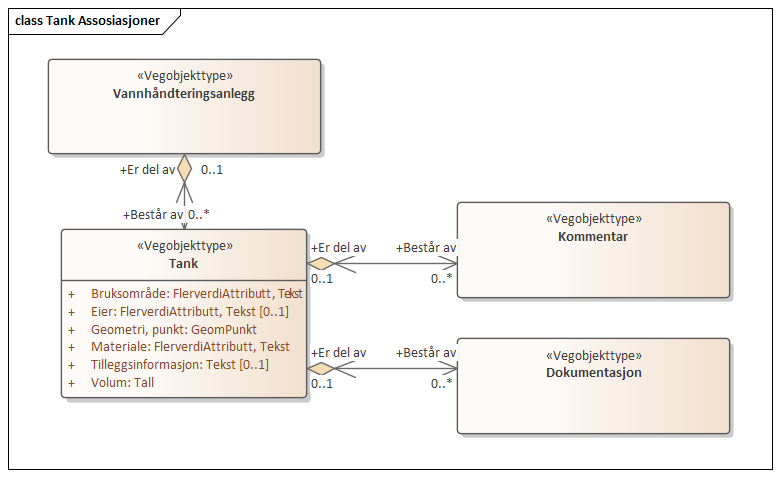 class Tank Assosiasjoner
«Vegobjekttype»
Vannhåndteringsanlegg
+Er del av 0..1
+Består av 0..*
«Vegobjekttype»
Tank
+ Bruksområde: FlerverdiAttributt, Tekst
+ Eier: FlerverdiAttributt, Tekst [0..1]
+ Geometri, punkt: GeomPunkt
+ Materiale: FlerverdiAttributt, Tekst
+ Tilleggsinformasjon: Tekst [0..1]
+ Volum: Tall
+Er del av +Består av
0..1 0..*
«Vegobjekttype»
Kommentar
+Er del av +Består av
0..1 0..*
«Vegobjekttype»
Dokumentasjon